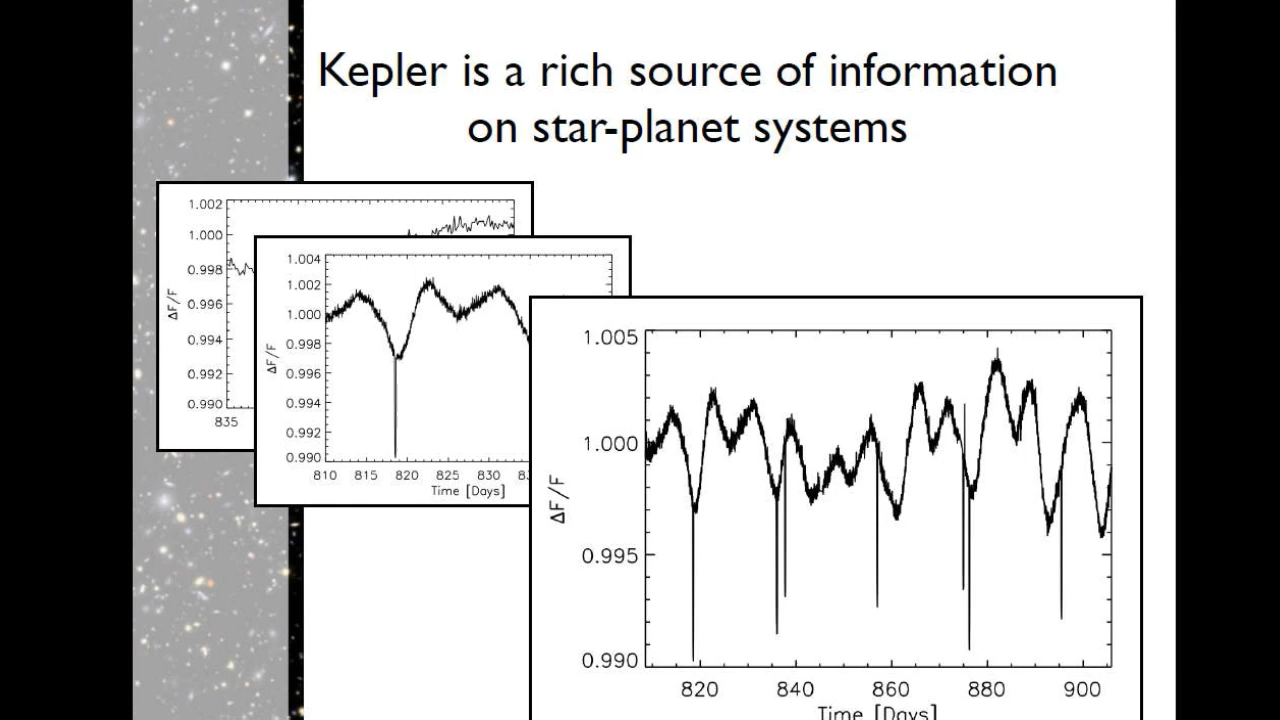 Kepler is a rich source of information
on star-planet systems
1.002
1.000
0.998
0.996
0.994
0.992
0.990
ΔF/F
835
1.004
1.002
1.000
0.998
0.996
0.994
0.992
0.990
ΔF/F
810 815 820 825 830
Time [Days]
1.005
1.000
0.995
0.990
ΔF/F
820 840 860 880 900
Time [Days]